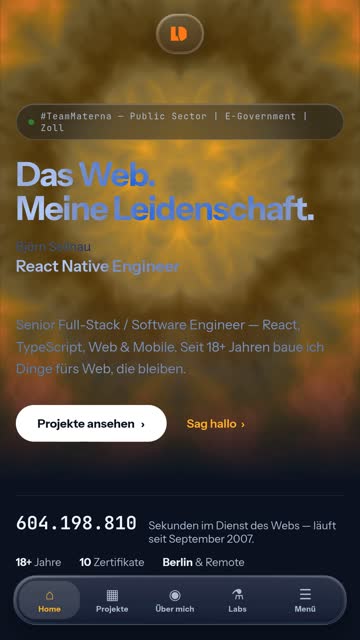 #TeamMaterna — Public Sector | E-Government |
Zoll
Das Web.
Meine Leidenschaft.
Björn
React Native Engineer
Senior Full-Stack / Software Engineer — React,
TypeScript, Web & Mobile. Seit 18+ Jahren baue ich
Dinge fürs Web, die bleiben.
Projekte ansehen ›
Sag hallo ›
604.198.810
Sekunden im Dienst des Webs — läuft
seit September 2007.
18+ Jahre
10 Zertifikate
Berlin & Remote
Home
Projekte
Über mich
Labs
Menü